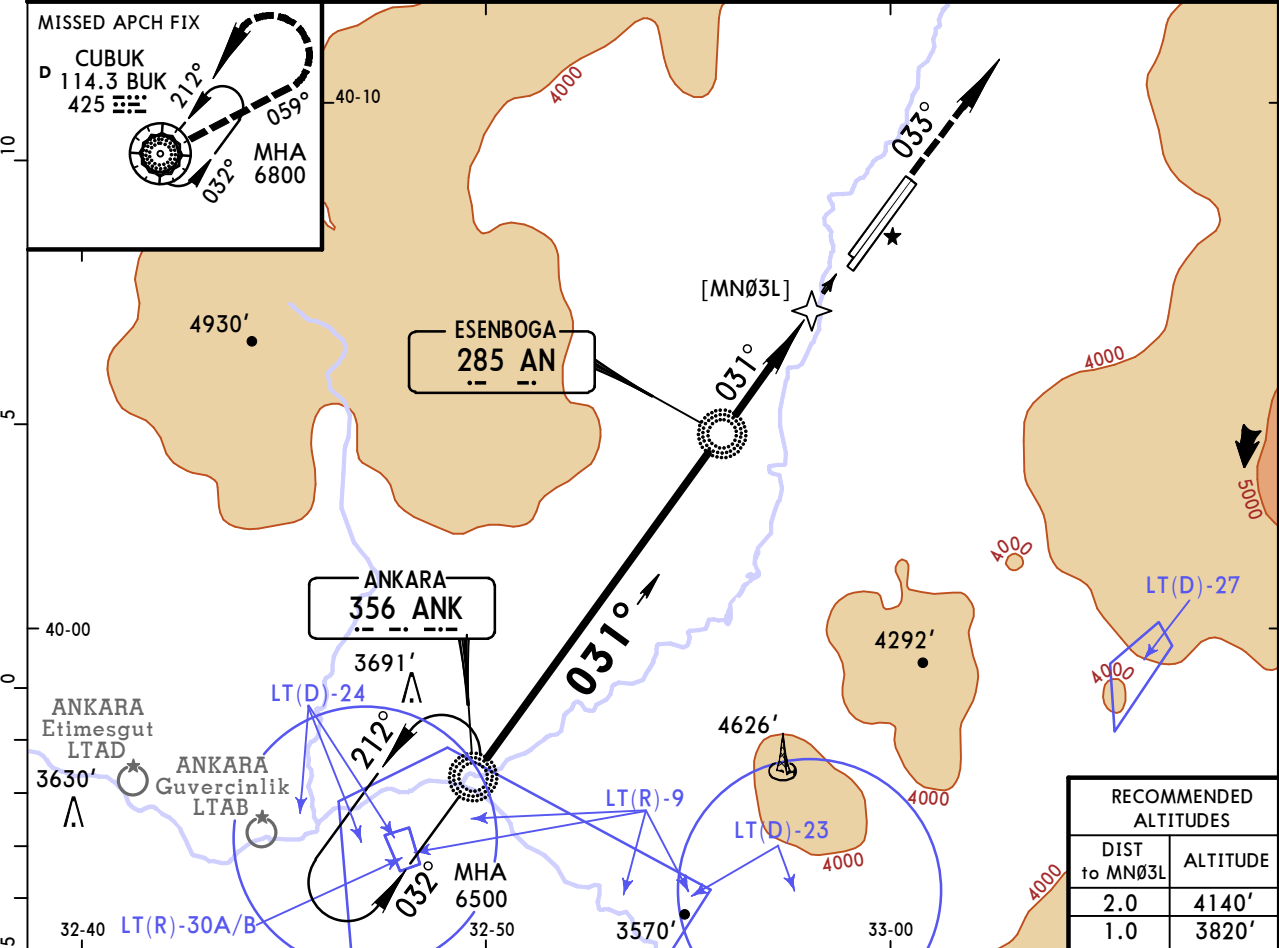 MISSED APCH FIX
CUBUK
D 114.3 BUK
425
212°
059°
032°
MHA
6800
40-10
4000
033°
10
[MNØ3L]
4930'
ESENBOGA
285 AN
031°
4000
5
5000
4000
ANKARA
356 ANK
031°
LT(D)-27
40-00
3691'
4292'
4000
0
LT(D)-24
212°
ANKARA
Etimesgut
LTAD
3630'
ANKARA
Guvercinlik
LTAB
4626'
4000
LT(R)-9
LT(D)-23
4000
032°
MHA
6500
LT(R)-30A/B
3570'
4000
5
32-40
32-50
33-00
RECOMMENDED
ALTITUDES
DIST
to MNØ3L
ALTITUDE
2.0 4140'
1.0 3820'